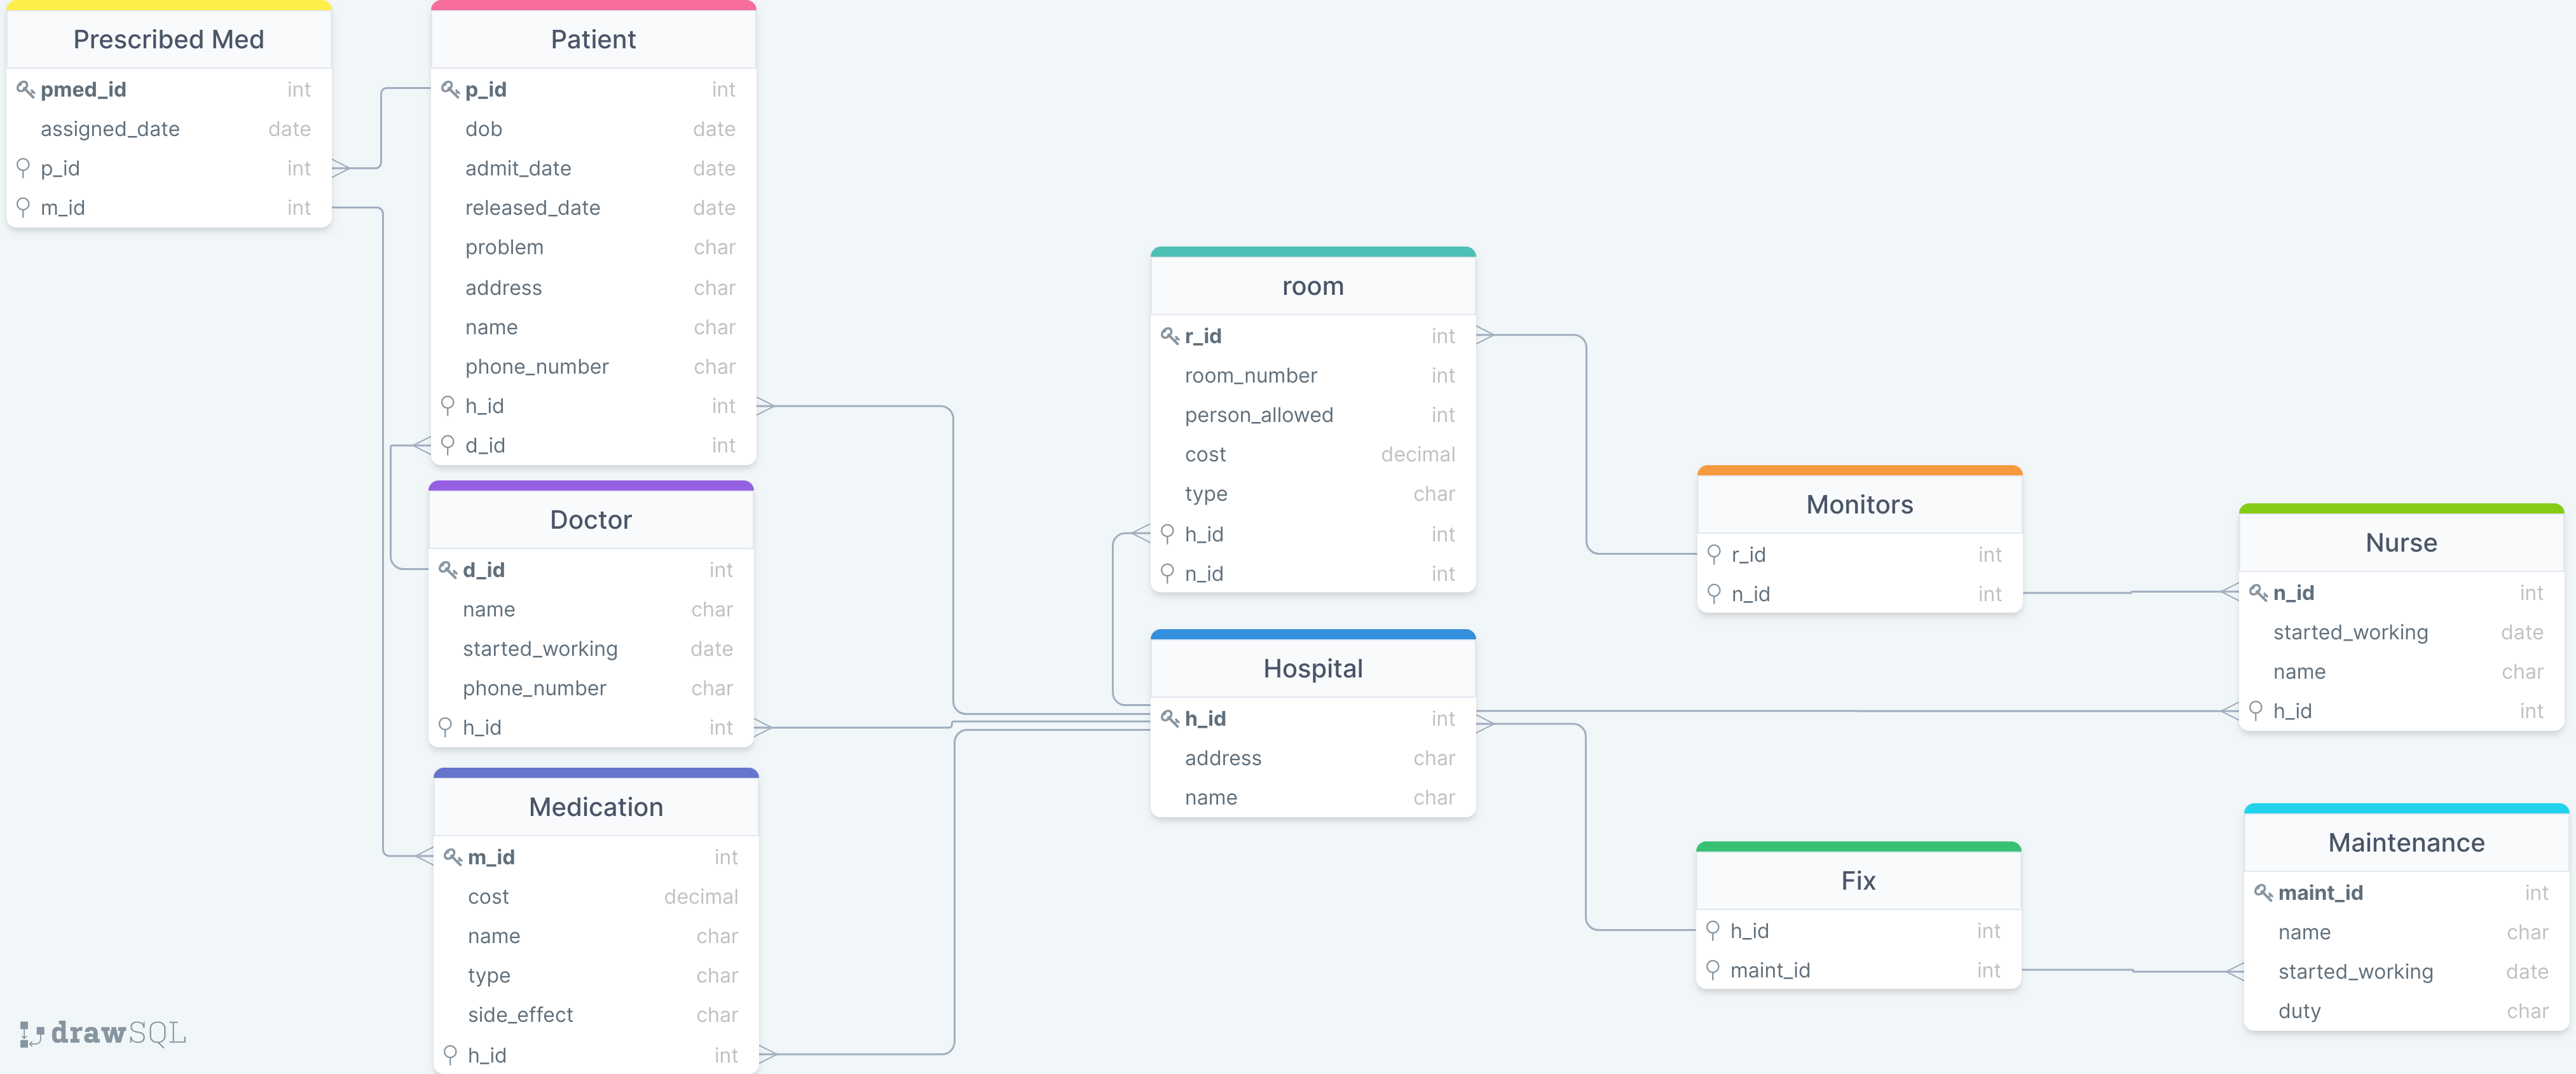 Prescribed Med
pmed_id int
assigned_date date
p_id int
m_id int
Patient
p_id int
dob date
admit_date date
released_date date
problem char
address char
name char
phone_number char
h_id int
d_id int
Doctor
d_id int
name char
started_working date
phone_number char
h_id int
Medication
m_id int
cost decimal
name char
type char
side_effect char
h_id int
room
r_id int
room_number int
person_allowed int
cost decimal
type char
h_id int
n_id int
Hospital
h_id int
address char
name char
Monitors
r_id int
n_id int
Fix
h_id int
maint_id int
Nurse
n_id int
started_working date
name char
h_id int
Maintenance
maint_id int
name char
started_working date
duty char
drawSQL